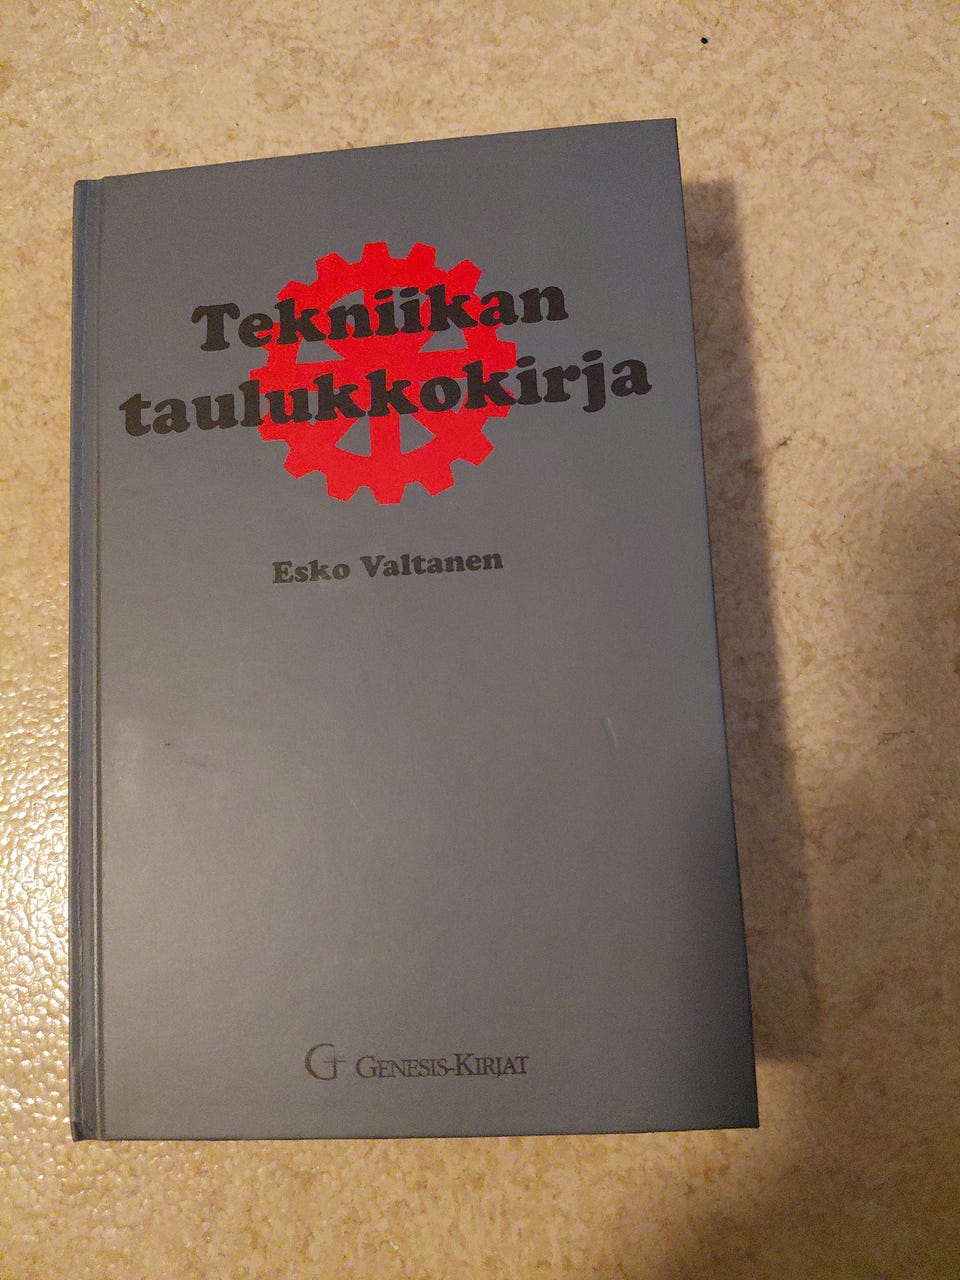 Tekniikan
taulukkokirja
Esko Valtanen
GENESIS-KIRJAT